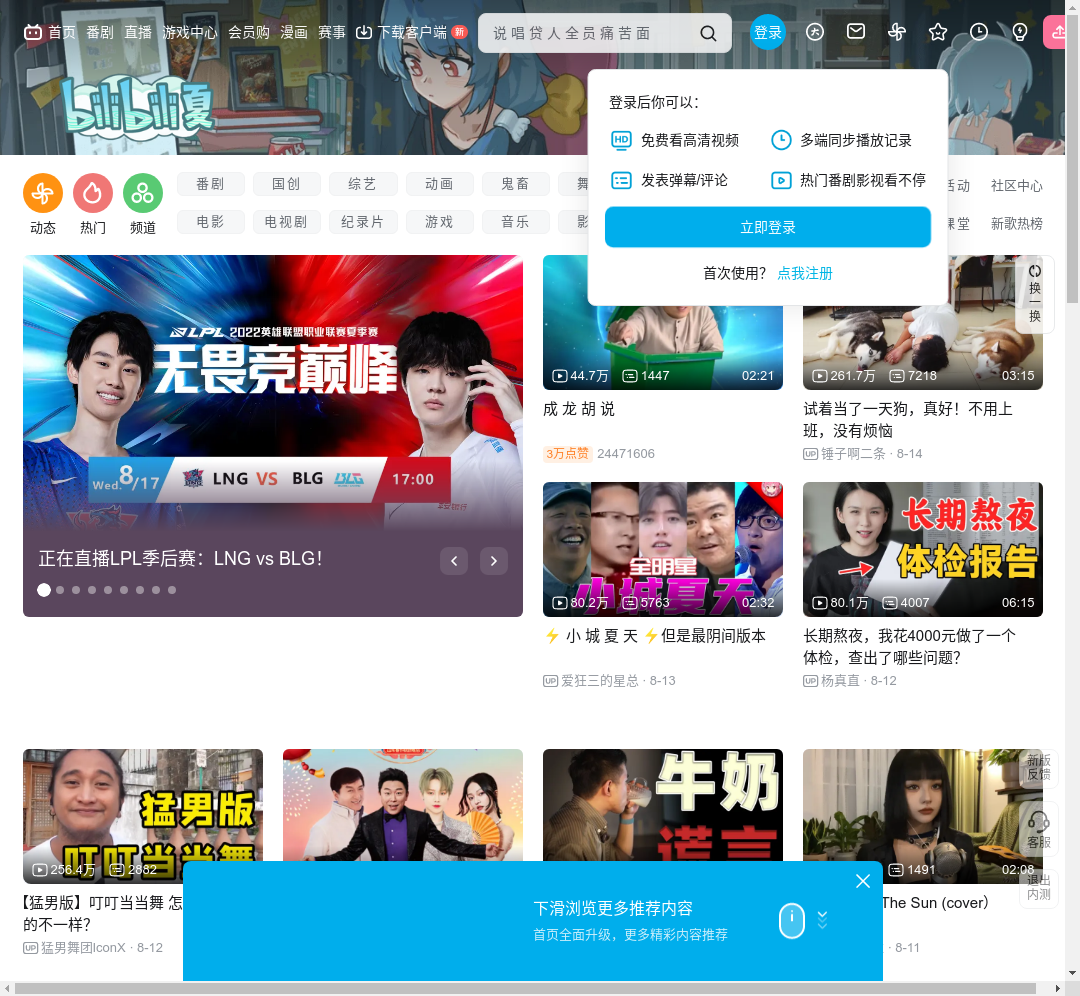 首页 番剧 直播 游戏中心 会员购 漫画 赛事 下载客户端 新
说唱贷人全员痛苦面
登录
bilibili夏
登录后你可以：
HD 免费看高清视频
多端同步播放记录
发表弹幕/评论
热门番剧影视看不停
立即登录
首次使用？ 点我注册
动态
热门
频道
番剧 国创 综艺 动画 鬼畜
活动 社区中心
电影 电视剧 纪录片 游戏 音乐
课堂 新歌热榜
LPL 2022英雄联盟职业联赛夏季赛
无畏竞巅峰
Wed. 8/17 LNG VS BLG 17:00
正在直播LPL季后赛：LNG vs BLG！
44.7万 1447 02:21
成 龙 胡 说
3万点赞 24471606
261.7万 7218 03:15
试着当了一天狗，真好！不用上
班，没有烦恼
UP 锤子啊二条 · 8-14
换
一
换
全明星
小城夏天
80.2万 5763 02:32
⚡ 小 城 夏 天 ⚡但是最阴间版本
UP 爱狂三的星总 · 8-13
长期熬夜
体检报告
80.1万 4007 06:15
长期熬夜，我花4000元做了一个
体检，查出了哪些问题？
UP 杨真直 · 8-12
猛男版
叮叮当当舞
256.4万 2882
【猛男版】叮叮当当舞 怎
的不一样？
UP 猛男舞团IconX · 8-12
牛奶
谎言
1491 02:08
The Sun (cover）
· 8-11
新版
反馈
客服
退出
内测
下滑浏览更多推荐内容
首页全面升级，更多精彩内容推荐